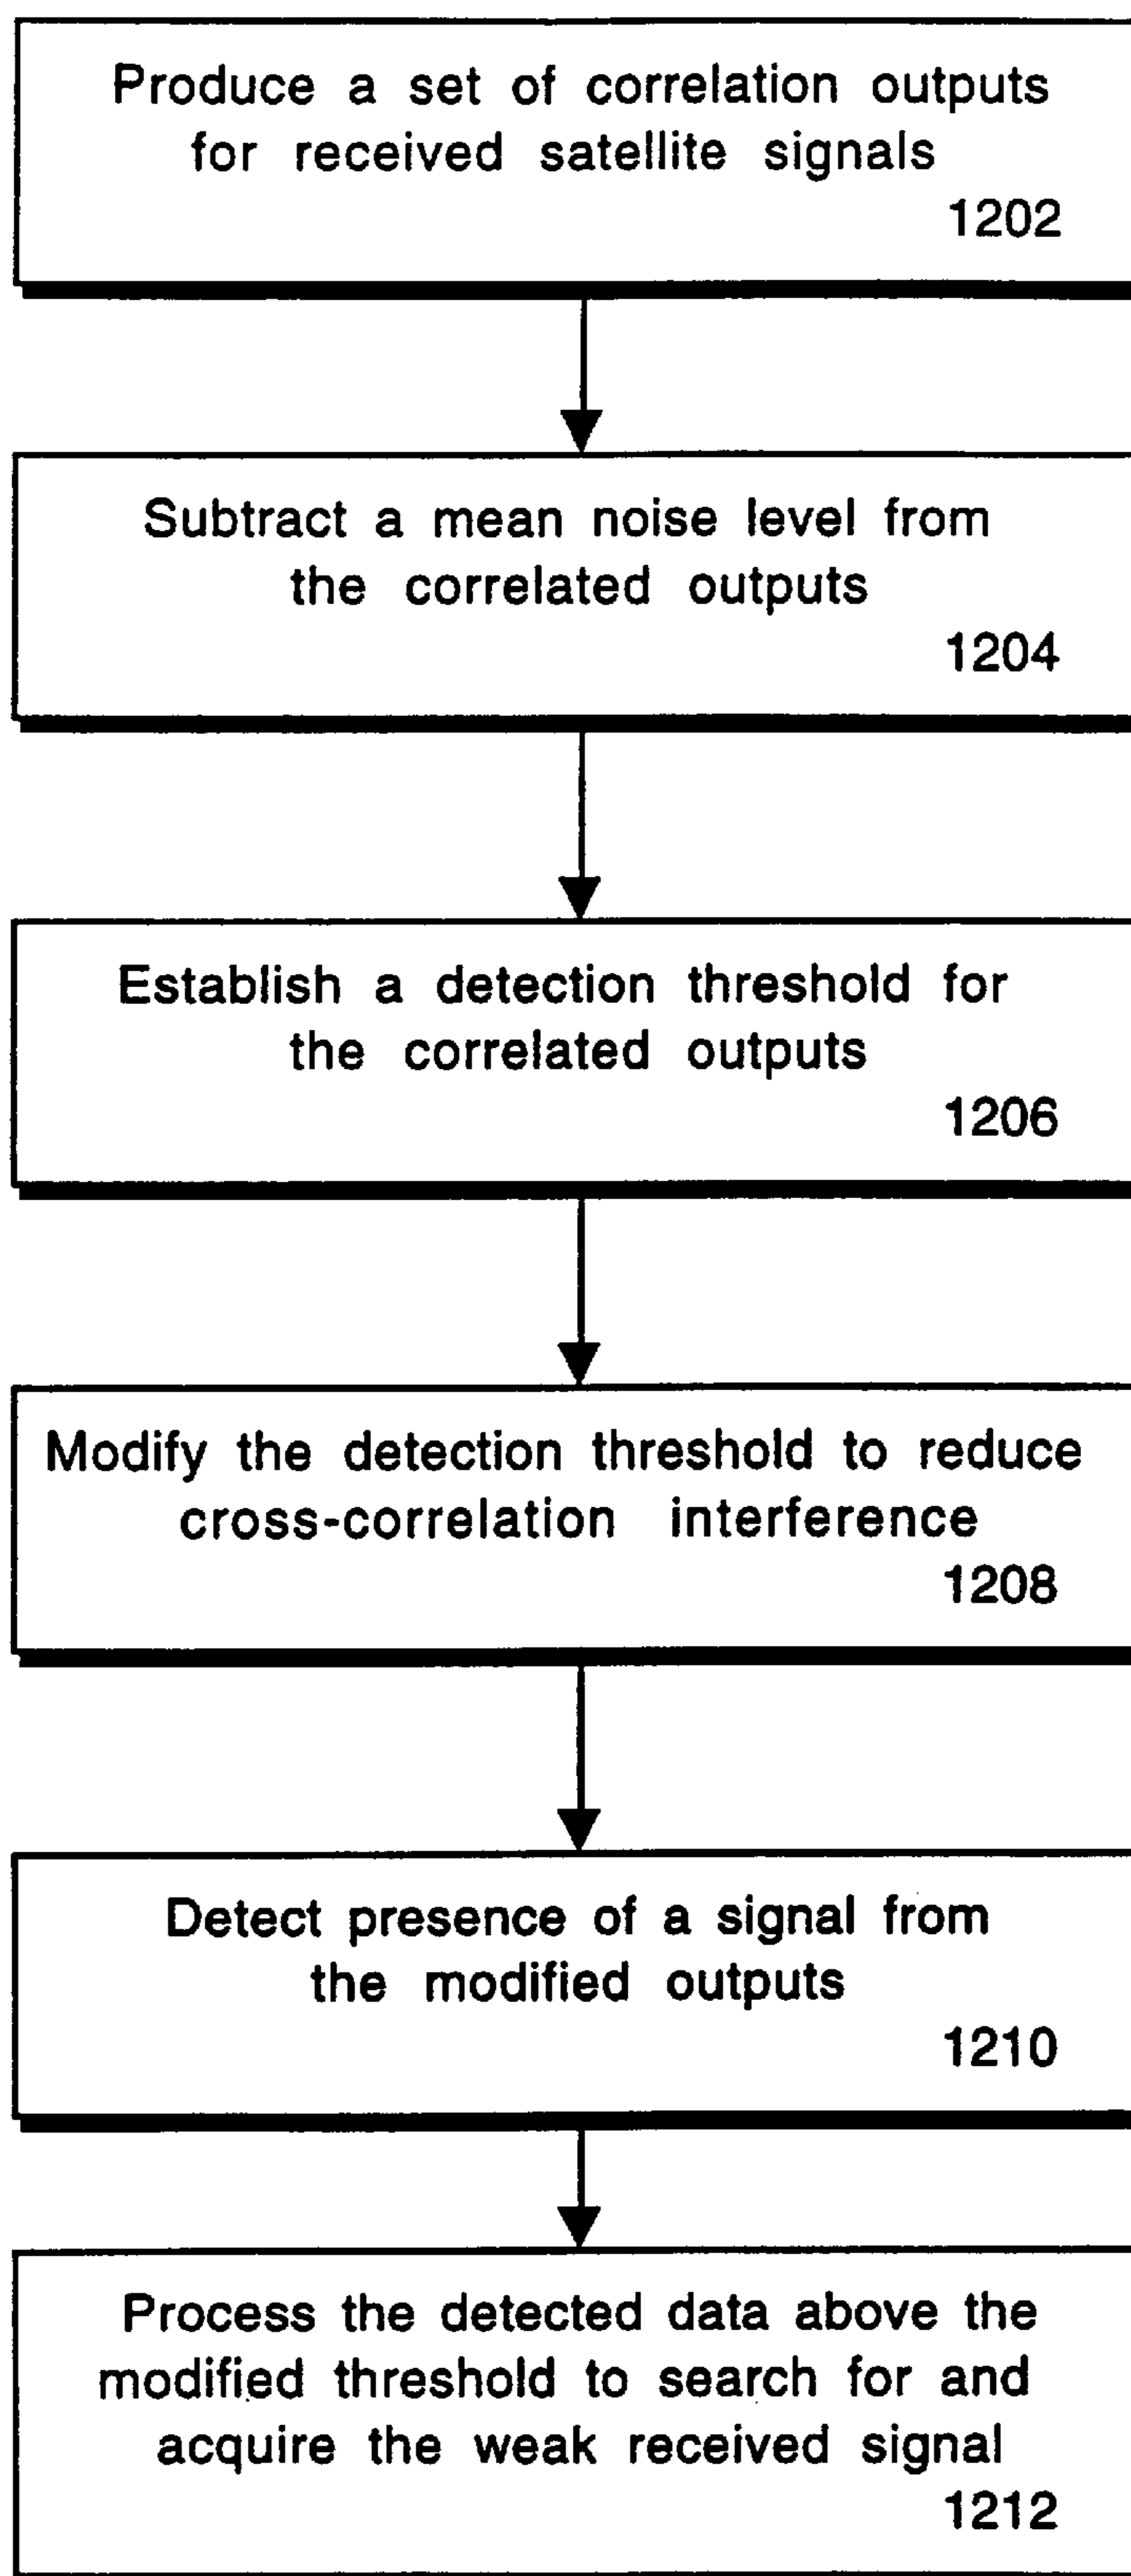 Produce a set of correlation outputs
for received satellite signals
1202
Subtract a mean noise level from
the correlated outputs
1204
Establish a detection threshold for
the correlated outputs
1206
Modify the detection threshold to reduce
cross-correlation interference
1208
Detect presence of a signal from
the modified outputs
1210
Process the detected data above the
modified threshold to search for and
acquire the weak received signal
1212